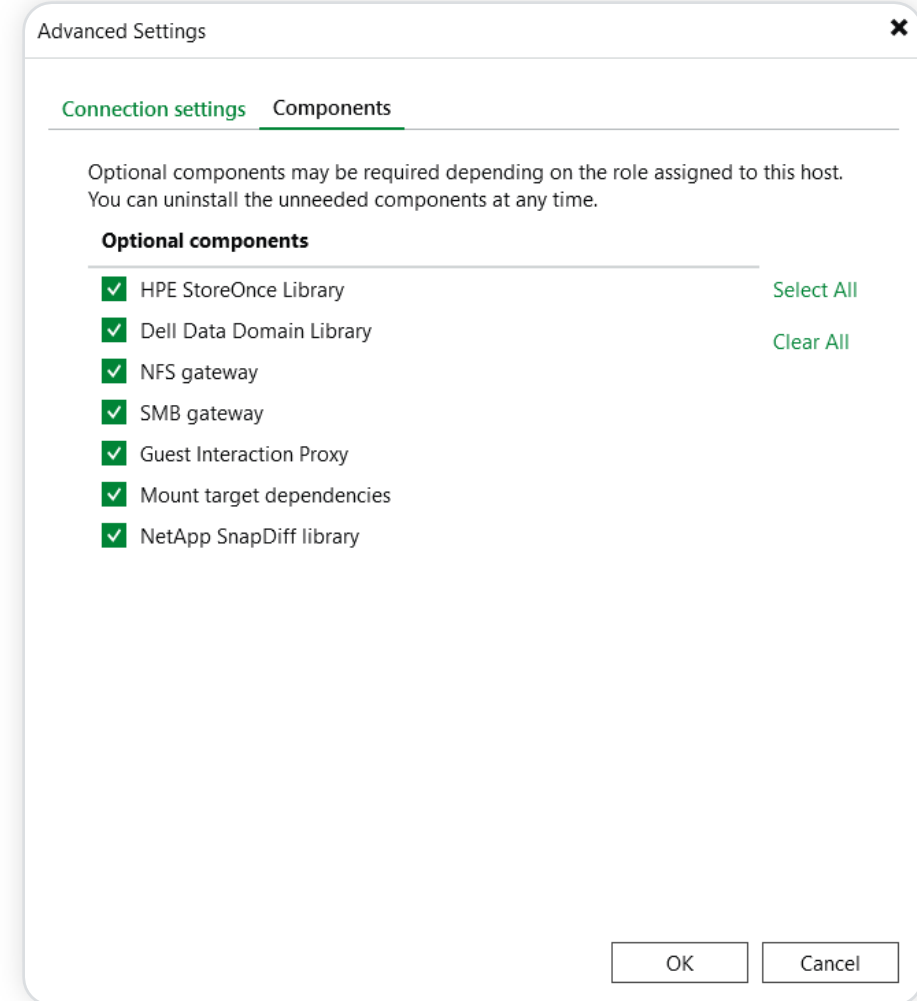 Advanced Settings
Connection settings
Components
Optional components may be required depending on the role assigned to this host.
You can uninstall the unneeded components at any time.
Optional components
HPE StoreOnce Library
Select All
Dell Data Domain Library
Clear All
NFS gateway
SMB gateway
Guest Interaction Proxy
Mount target dependencies
NetApp SnapDiff library
OK
Cancel